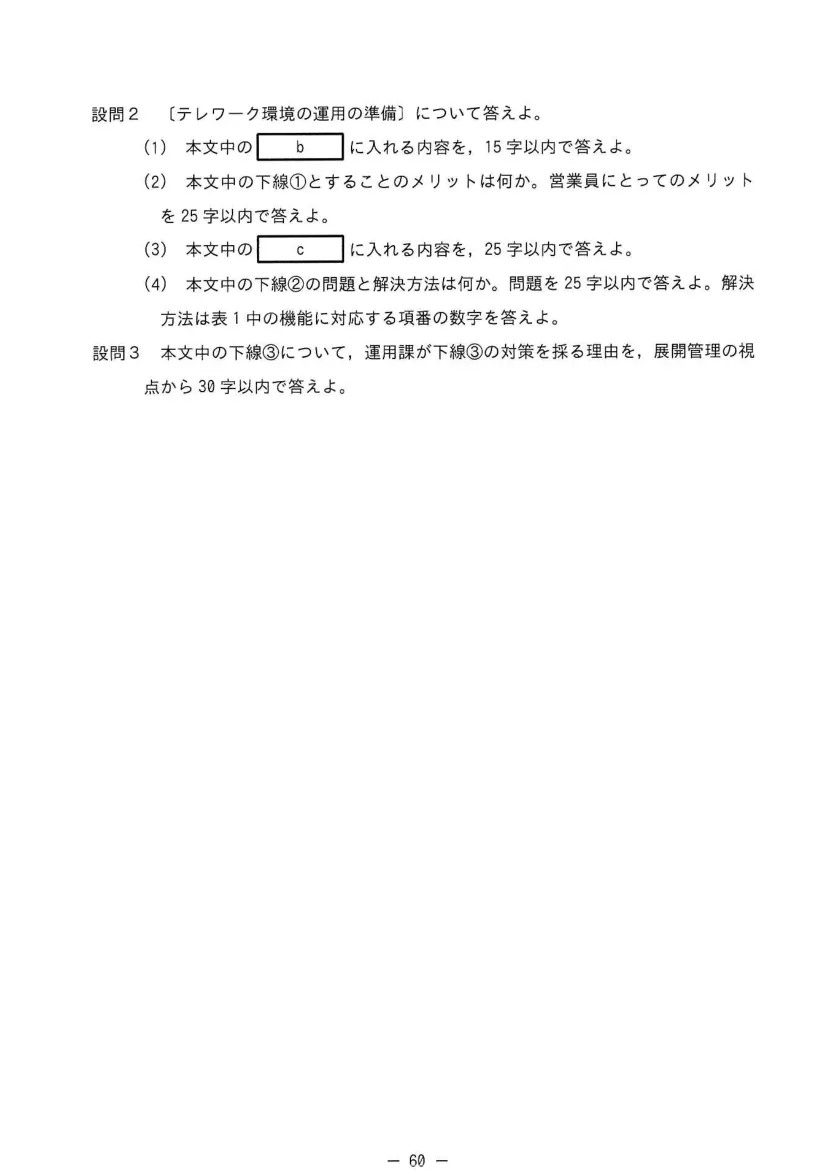 設問２　〔テレワーク環境の運用の準備〕について答えよ。
(1)　本文中の b に入れる内容を，15 字以内で答えよ。
(2)　本文中の下線①とすることのメリットは何か。営業員にとってのメリット
を 25 字以内で答えよ。
(3)　本文中の c に入れる内容を，25 字以内で答えよ。
(4)　本文中の下線②の問題と解決方法は何か。問題を 25 字以内で答えよ。解決
方法は表 1 中の機能に対応する項番の数字を答えよ。
設問３　本文中の下線③について，運用課が下線③の対策を採る理由を，展開管理の視
点から 30 字以内で答えよ。
― 60 ―